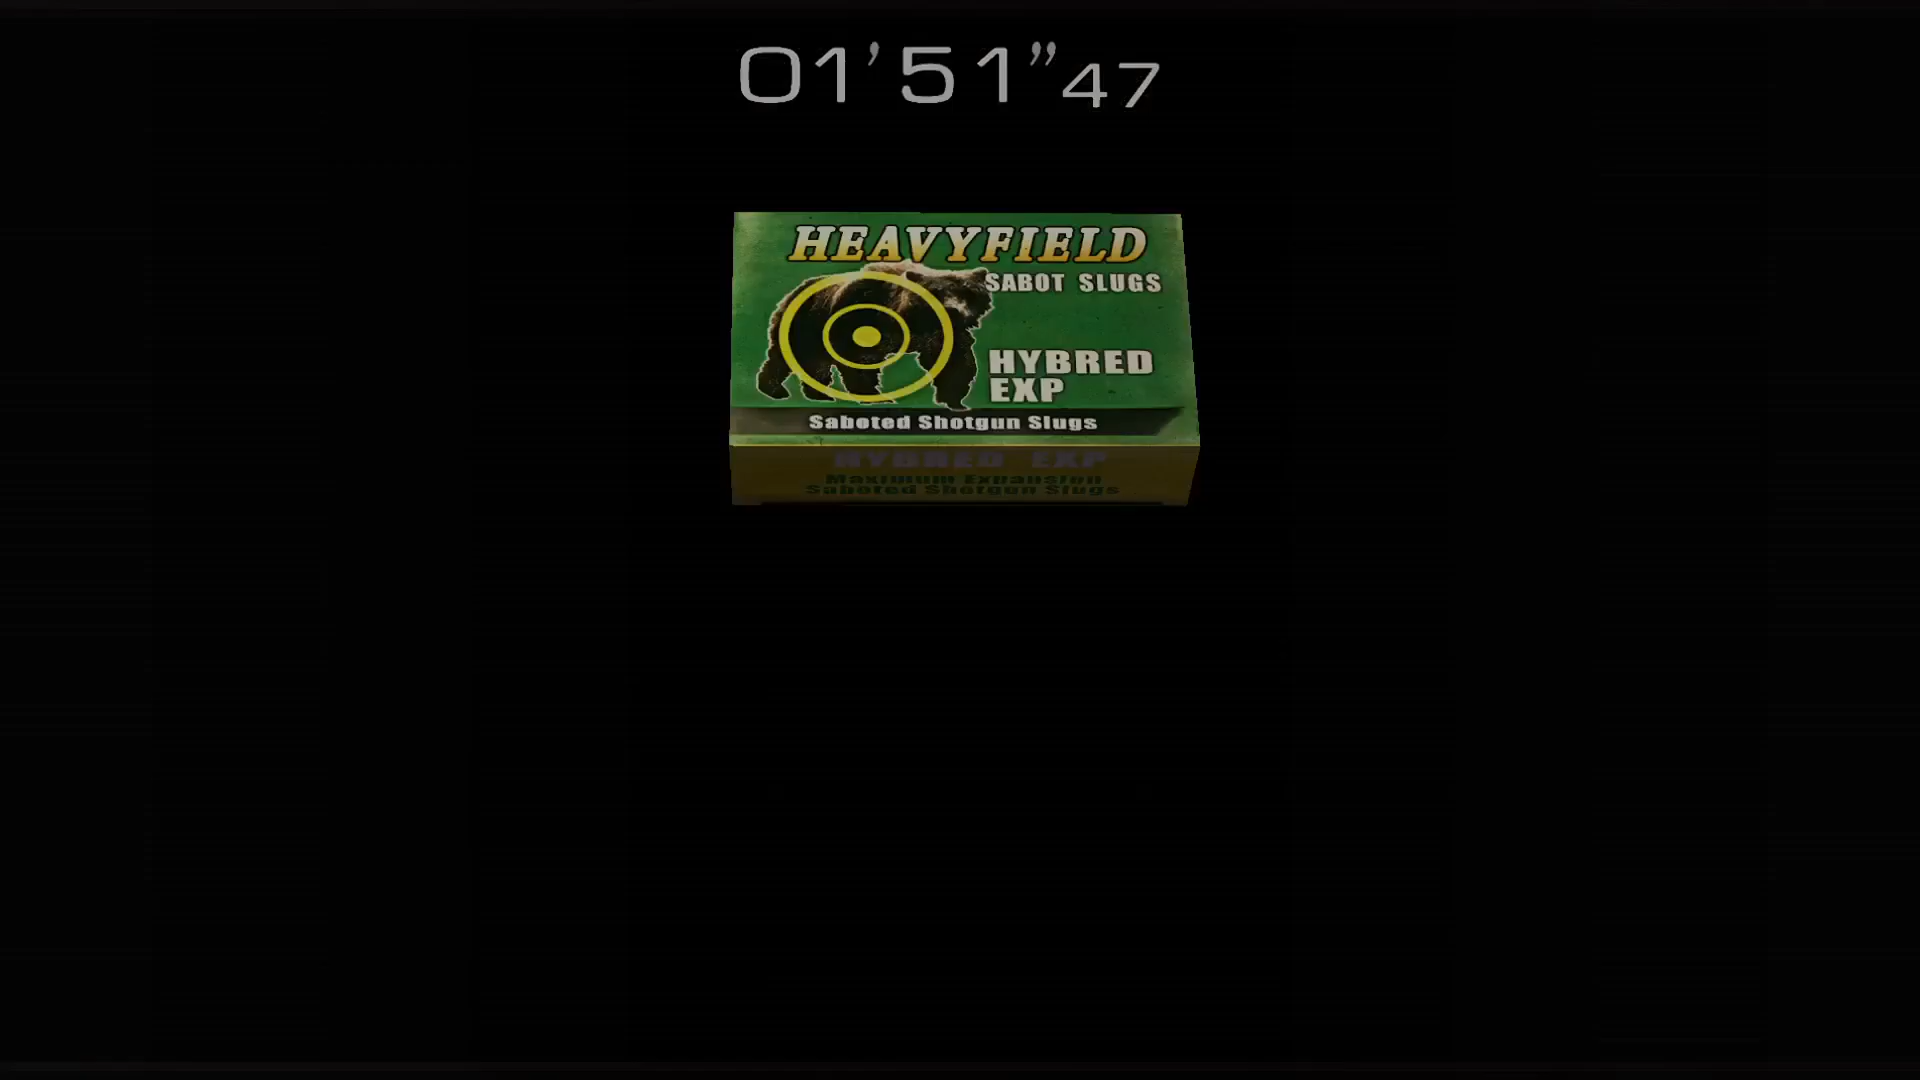 01’51”47
HEAVYFIELD
SABOT SLUGS
HYBRED
EXP
Saboted Shotgun Slugs
HYBRED EXP
Maximum Expansion
Saboted Shotgun Slugs